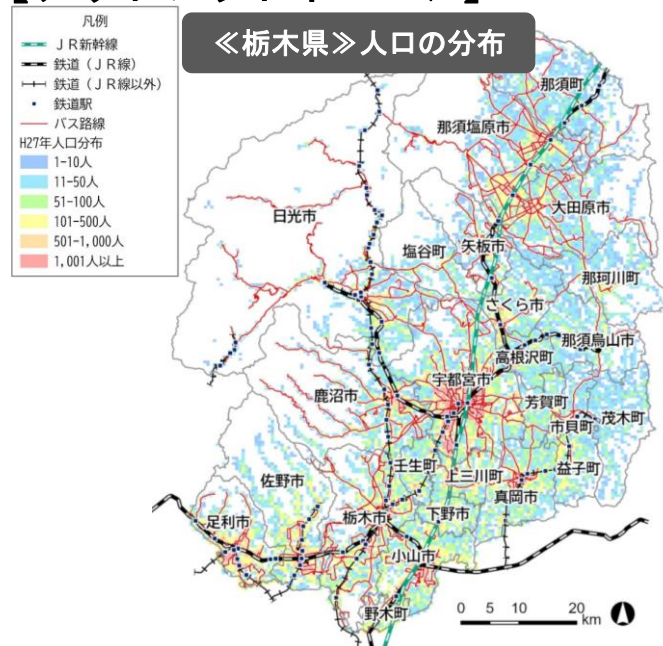 ≪栃木県≫人口の分布
凡例
ＪＲ新幹線
鉄道（ＪＲ線）
鉄道（ＪＲ線以外）
鉄道駅
バス路線
H27年人口分布
1-10人
11-50人
51-100人
101-500人
501-1,000人
1,001人以上
那須町
那須塩原市
大田原市
日光市
塩谷町
矢板市
那珂川町
さくら市
那須烏山市
高根沢町
宇都宮市
鹿沼市
芳賀町
茂木町
市貝町
壬生町
上三川町
益子町
佐野市
真岡市
足利市
栃木市
下野市
小山市
野木町
0 5 10 20
km